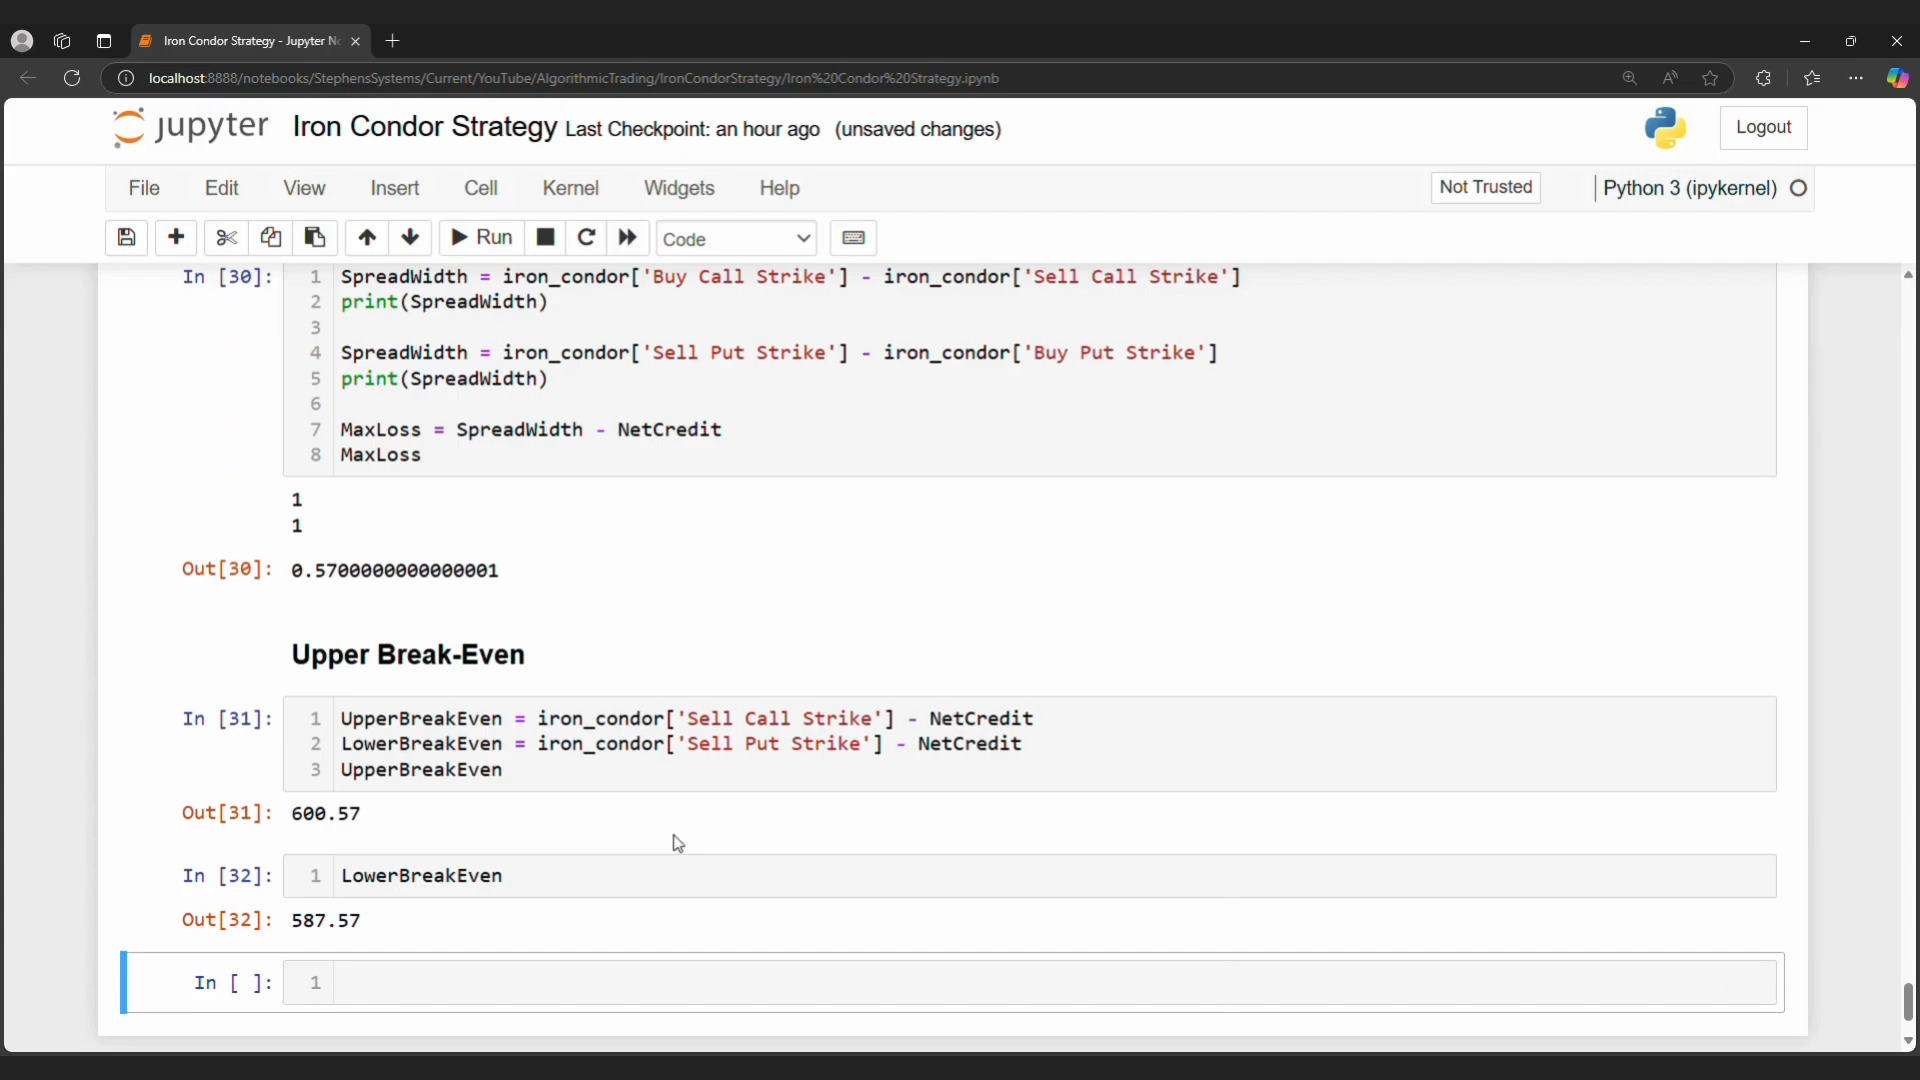 Iron Condor Strategy - Jupyter No
localhost:8888/notebooks/StephensSystems/Current/YouTube/AlgorithmicTrading/IronCondorStrategy/Iron%20Condor%20Strategy.ipynb
jupyter Iron Condor Strategy Last Checkpoint: an hour ago (unsaved changes)
Logout
File Edit View Insert Cell Kernel Widgets Help
Not Trusted
Python 3 (ipykernel)
Run
Code
In [30]:
1 SpreadWidth = iron_condor['Buy Call Strike'] - iron_condor['Sell Call Strike']
2 print(SpreadWidth)
3
4 SpreadWidth = iron_condor['Sell Put Strike'] - iron_condor['Buy Put Strike']
5 print(SpreadWidth)
6
7 MaxLoss = SpreadWidth - NetCredit
8 MaxLoss
1
1
Out[30]: 0.5700000000000001
Upper Break-Even
In [31]:
1 UpperBreakEven = iron_condor['Sell Call Strike'] - NetCredit
2 LowerBreakEven = iron_condor['Sell Put Strike'] - NetCredit
3 UpperBreakEven
Out[31]: 600.57
In [32]: 1 LowerBreakEven
Out[32]: 587.57
In [ ]: 1